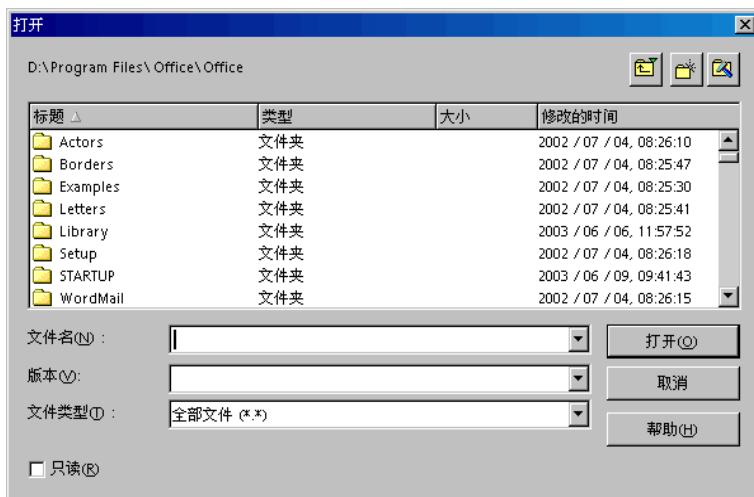 打开
D:\Program Files\Office\Office
标题 类型 大小 修改的时间
Actors 文件夹 2002 / 07 / 04, 08:26:10
Borders 文件夹 2002 / 07 / 04, 08:25:47
Examples 文件夹 2002 / 07 / 04, 08:25:30
Letters 文件夹 2002 / 07 / 04, 08:25:41
Library 文件夹 2003 / 06 / 06, 11:57:52
Setup 文件夹 2002 / 07 / 04, 08:26:18
STARTUP 文件夹 2003 / 06 / 09, 09:41:43
WordMail 文件夹 2002 / 07 / 04, 08:26:15
文件名(N) : 打开(O)
版本(V): 取消
文件类型(T) : 全部文件 (*.*)
帮助(H)
只读(R)